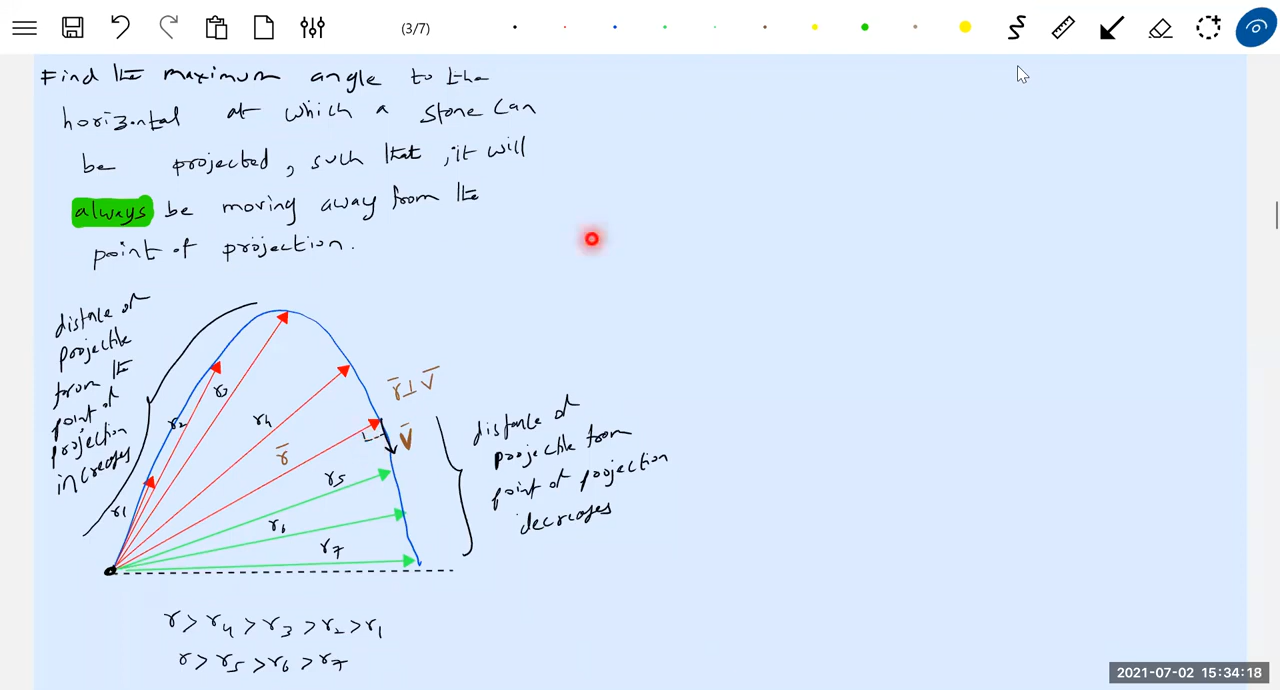 (3/7)
Find the maximum angle to the
horizontal at which a stone can
be projected, such that, it will
always be moving away from the
point of projection.
distance of
projectile
from the
point of
projection
increases
r̄ ⊥ v̄
v̄
r̄
r1
r2
r3
r4
r5
r6
r7
distance of
projectile from
point of projection
decreases
r > r4 > r3 > r2 > r1
r > r5 > r6 > r7
2021-07-02 15:34:18